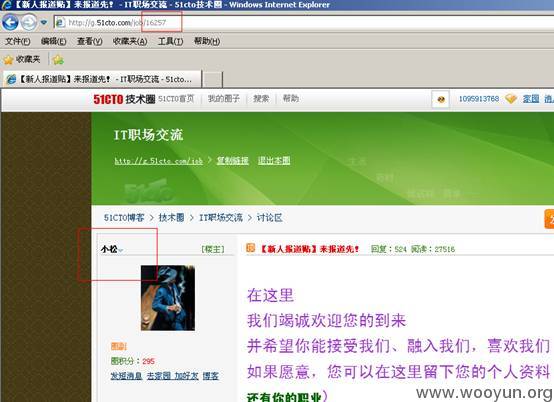 【新人报道贴】来报道先！ - IT职场交流 - 51cto技术圈 - Windows Internet Explorer
http://g.51cto.com/job/16257
文件(F) 编辑(E) 查看(V) 收藏夹(A) 工具(T) 帮助(H)
收藏夹
【新人报道贴】来报道先！ - IT职场交流 - 51cto...
51CTO 技术圈 51CTO首页 | 我的圈子 | 搜索 | 帮助 1095913768 家园 消
IT职场交流
http://g.51cto.com/job > 复制链接 退出本圈
51CTO博客 > 技术圈 > IT职场交流 > 讨论区
小松 [楼主] 【新人报道贴】来报道先！ 回复：524 阅读：27516
在这里
我们竭诚欢迎您的到来
并希望你能接受我们、融入我们，喜欢我们
如果愿意，您可以在这里留下您的个人资料
还有你的职业）
图副
图积分：295
发短消息 去家园 加好友 博客
www.wooyun.org